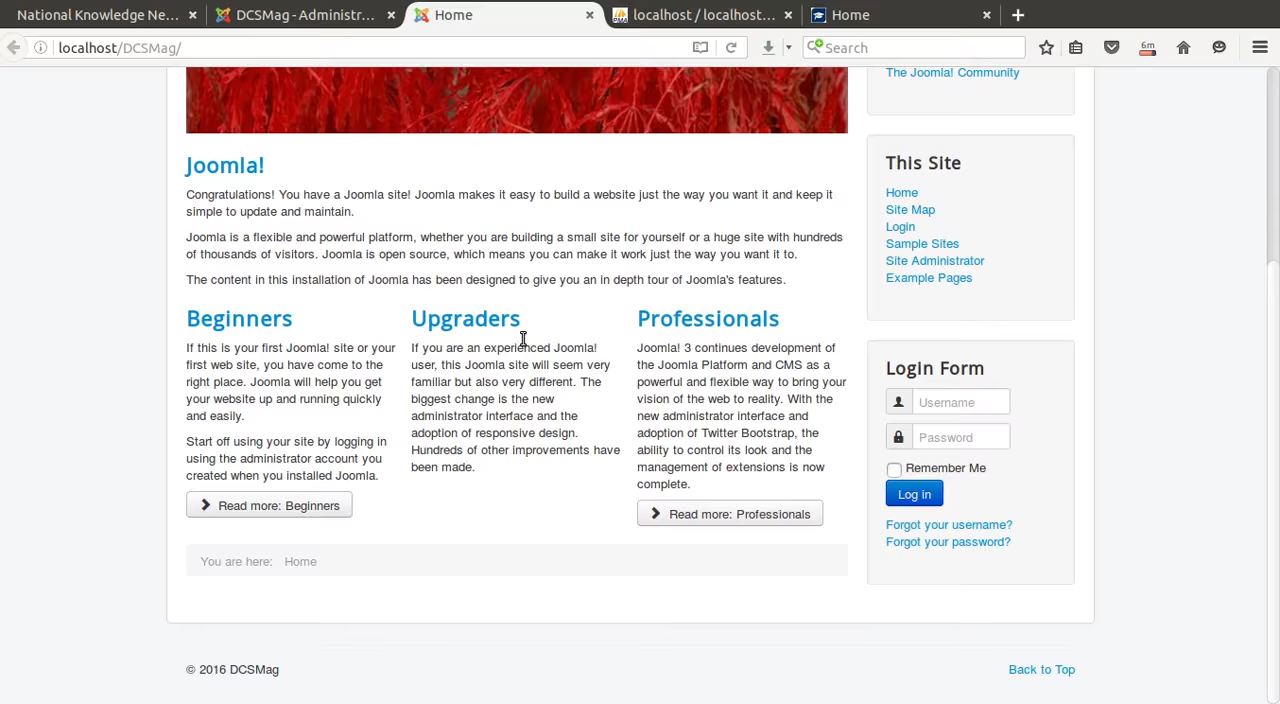 National Knowledge Ne...
DCSMag - Administr...
Home
localhost / localhost...
Home
localhost/DCSMag/
Search
6m
The Joomla! Community
Joomla!
Congratulations! You have a Joomla site! Joomla makes it easy to build a website just the way you want it and keep it
simple to update and maintain.
Joomla is a flexible and powerful platform, whether you are building a small site for yourself or a huge site with hundreds
of thousands of visitors. Joomla is open source, which means you can make it work just the way you want it to.
The content in this installation of Joomla has been designed to give you an in depth tour of Joomla's features.
Beginners
If this is your first Joomla! site or your
first web site, you have come to the
right place. Joomla will help you get
your website up and running quickly
and easily.
Start off using your site by logging in
using the administrator account you
created when you installed Joomla.
Read more: Beginners
Upgraders
If you are an experienced Joomla!
user, this Joomla site will seem very
familiar but also very different. The
biggest change is the new
administrator interface and the
adoption of responsive design.
Hundreds of other improvements have
been made.
Professionals
Joomla! 3 continues development of
the Joomla Platform and CMS as a
powerful and flexible way to bring your
vision of the web to reality. With the
new administrator interface and
adoption of Twitter Bootstrap, the
ability to control its look and the
management of extensions is now
complete.
Read more: Professionals
You are here: Home
This Site
Home
Site Map
Login
Sample Sites
Site Administrator
Example Pages
Login Form
Username
Password
Remember Me
Log in
Forgot your username?
Forgot your password?
© 2016 DCSMag
Back to Top